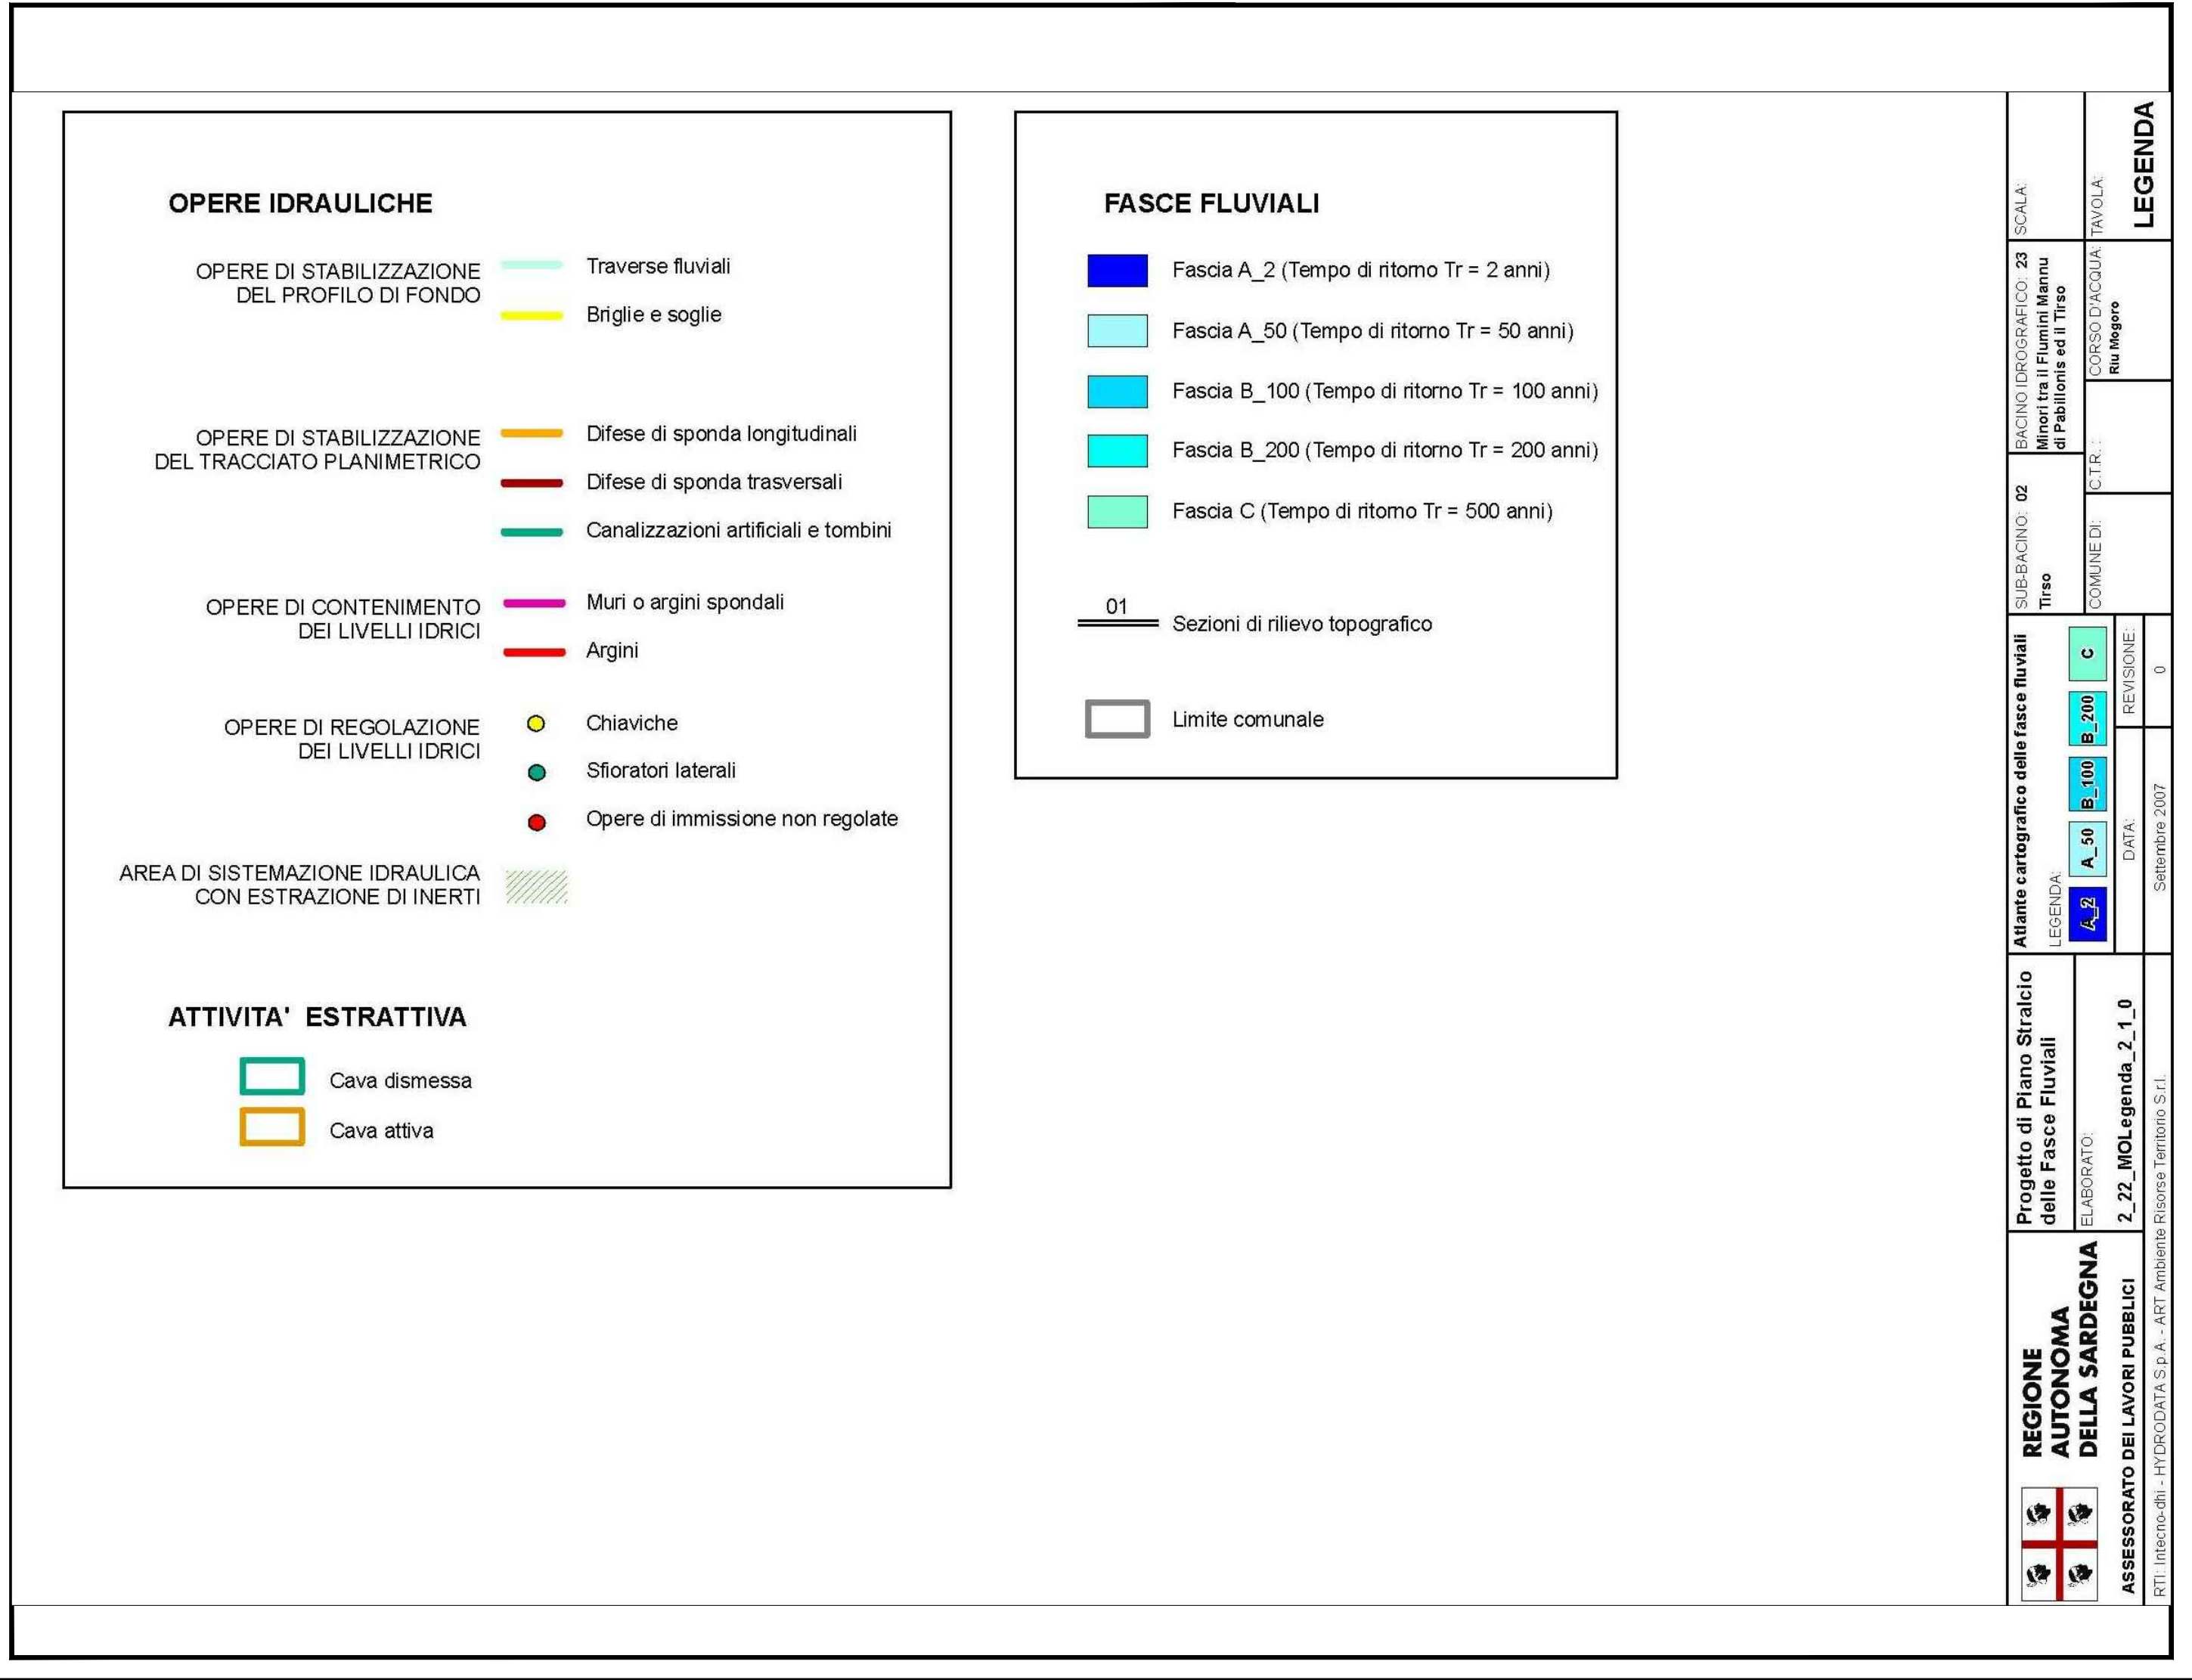 OPERE IDRAULICHE
OPERE DI STABILIZZAZIONE
DEL PROFILO DI FONDO
Traverse fluviali
Briglie e soglie
OPERE DI STABILIZZAZIONE
DEL TRACCIATO PLANIMETRICO
Difese di sponda longitudinali
Difese di sponda trasversali
Canalizzazioni artificiali e tombini
OPERE DI CONTENIMENTO
DEI LIVELLI IDRICI
Muri o argini spondali
Argini
OPERE DI REGOLAZIONE
DEI LIVELLI IDRICI
Chiaviche
Sfioratori laterali
Opere di immissione non regolate
AREA DI SISTEMAZIONE IDRAULICA
CON ESTRAZIONE DI INERTI
ATTIVITA' ESTRATTIVA
Cava dismessa
Cava attiva
FASCE FLUVIALI
Fascia A_2 (Tempo di ritorno Tr = 2 anni)
Fascia A_50 (Tempo di ritorno Tr = 50 anni)
Fascia B_100 (Tempo di ritorno Tr = 100 anni)
Fascia B_200 (Tempo di ritorno Tr = 200 anni)
Fascia C (Tempo di ritorno Tr = 500 anni)
01
Sezioni di rilievo topografico
Limite comunale
REGIONE
AUTONOMA
DELLA SARDEGNA
ASSESSORATO DEI LAVORI PUBBLICI
RTI: Intecno-dhi - HYDRODATA S.p.A. - ART Ambiente Risorse Territorio S.r.l.
Progetto di Piano Stralcio
delle Fasce Fluviali
ELABORATO:
2_22_MOLegenda_2_1_0
Atlante cartografico delle fasce fluviali
LEGENDA:
A_2 A_50 B_100 B_200 C
DATA:
Settembre 2007
REVISIONE:
0
SUB-BACINO: 02
Tirso
COMUNE DI:
BACINO IDROGRAFICO: 23
Minori tra il Flumini Mannu
di Pabillonis ed il Tirso
C.T.R. :
CORSO D'ACQUA:
Riu Mogoro
SCALA:
TAVOLA:
LEGENDA